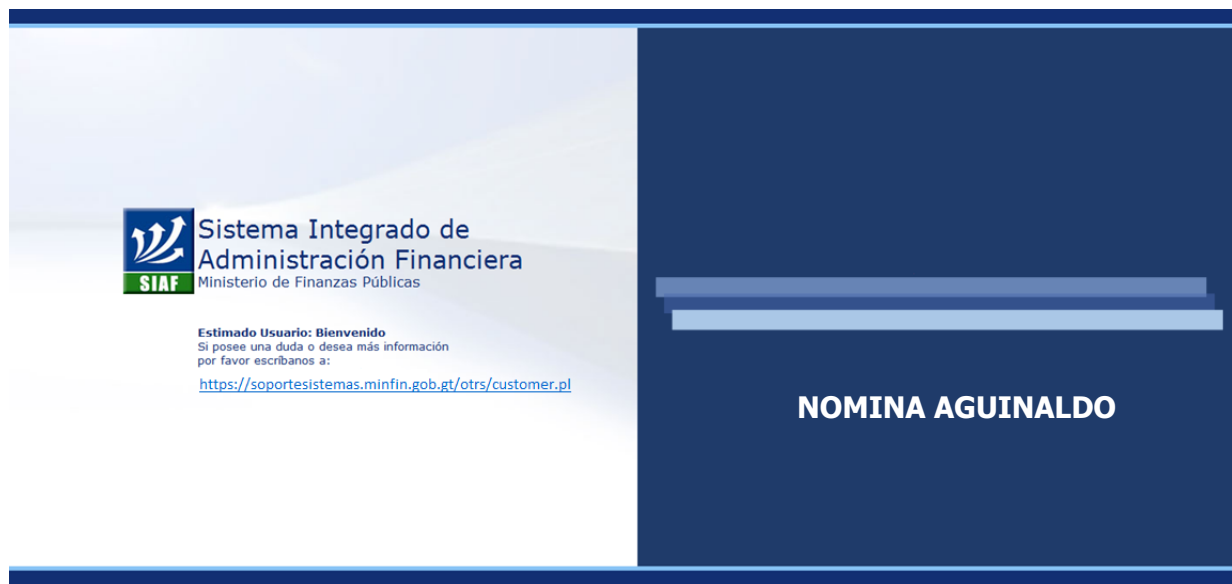 Sistema Integrado de
Administración Financiera
SIAF
Ministerio de Finanzas Públicas
Estimado Usuario: Bienvenido
Si posee una duda o desea más información
por favor escríbanos a:
https://soportesistemas.minfin.gob.gt/otrs/customer.pl
NOMINA AGUINALDO